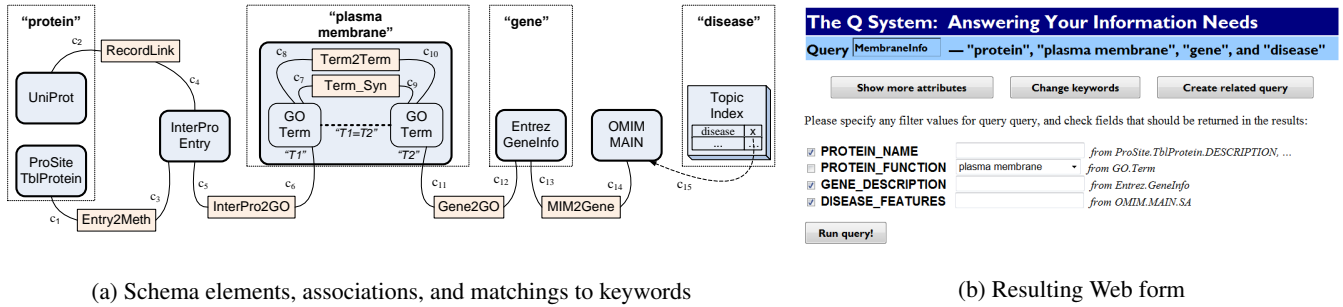 "protein"
"plasma
membrane"
"gene"
"disease"
c2
RecordLink
c8
c10
Term2Term
c7
c9
Term_Syn
c4
UniProt
GO
Term
GO
Term
"T1=T2"
"T1"
"T2"
InterPro
Entry
Entrez
GeneInfo
OMIM
MAIN
Topic
Index
disease x
... ...
ProSite
TblProtein
c3
c5
c6
c11
c12
c13
c14
c15
c1
Entry2Meth
InterPro2GO
Gene2GO
MIM2Gene
(a) Schema elements, associations, and matchings to keywords
The Q System: Answering Your Information Needs
Query MembraneInfo — "protein", "plasma membrane", "gene", and "disease"
Show more attributes Change keywords Create related query
Please specify any filter values for query query, and check fields that should be returned in the results:
PROTEIN_NAME from ProSite.TblProtein.DESCRIPTION, ...
PROTEIN_FUNCTION plasma membrane from GO.Term
GENE_DESCRIPTION from Entrez.GeneInfo
DISEASE_FEATURES from OMIM.MAIN.SA
Run query!
(b) Resulting Web form